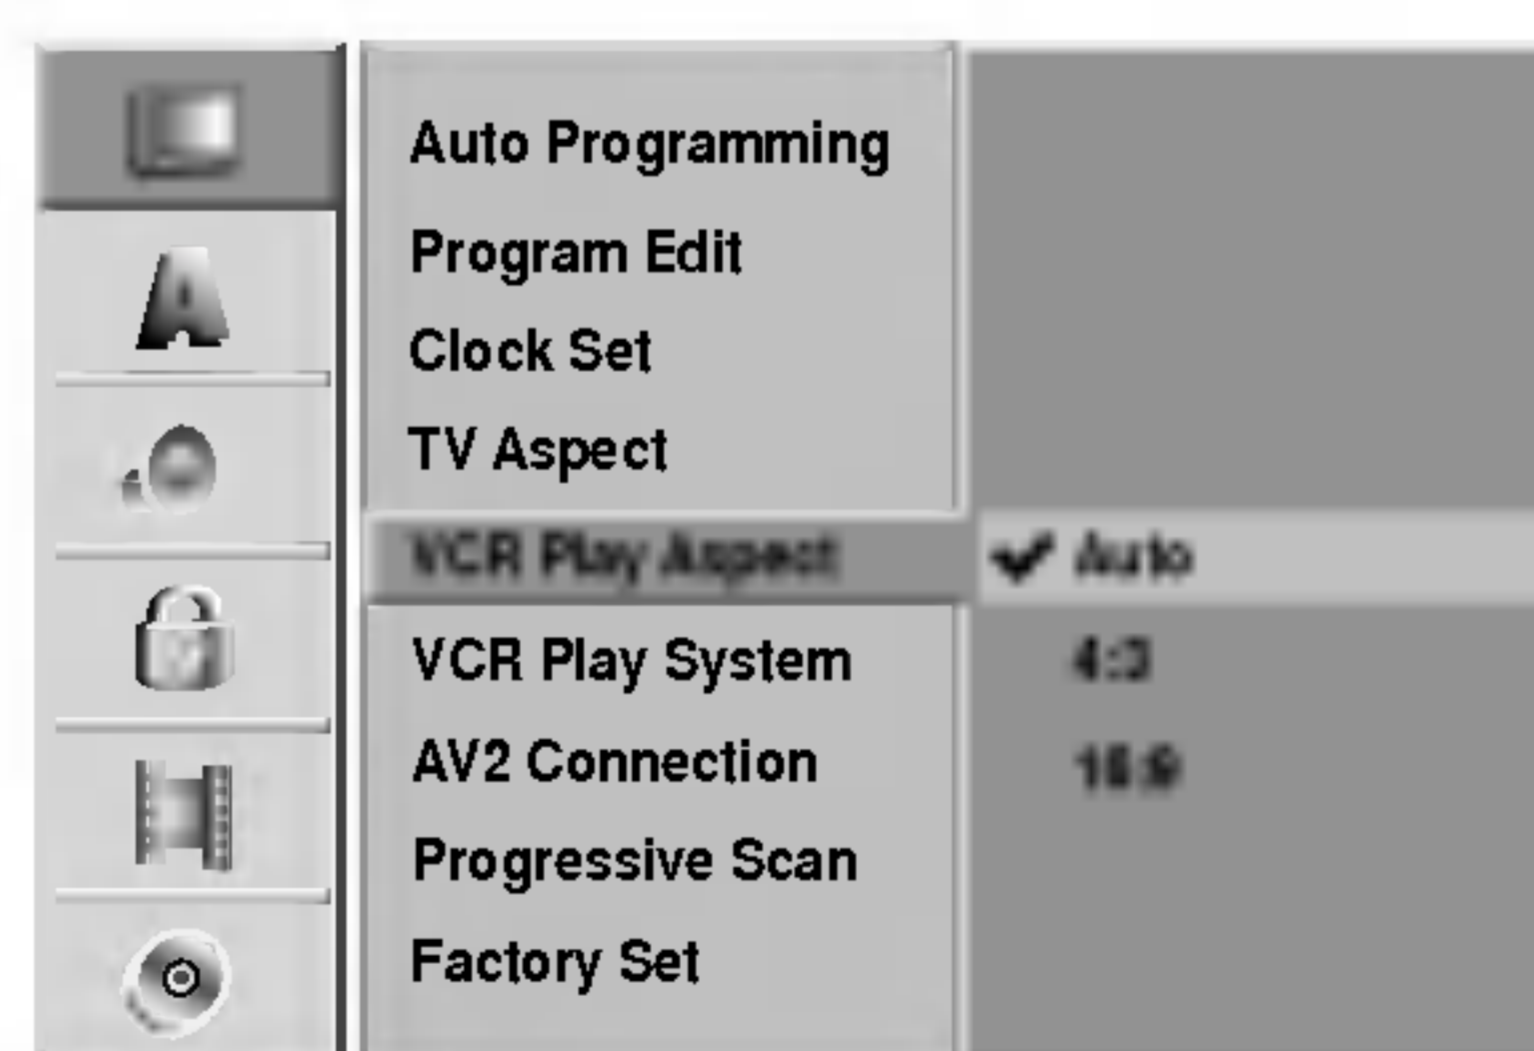 Auto Programming
Program Edit
Clock Set
TV Aspect
VCR Play Aspect
Auto
4:3
16:9
VCR Play System
AV2 Connection
Progressive Scan
Factory Set